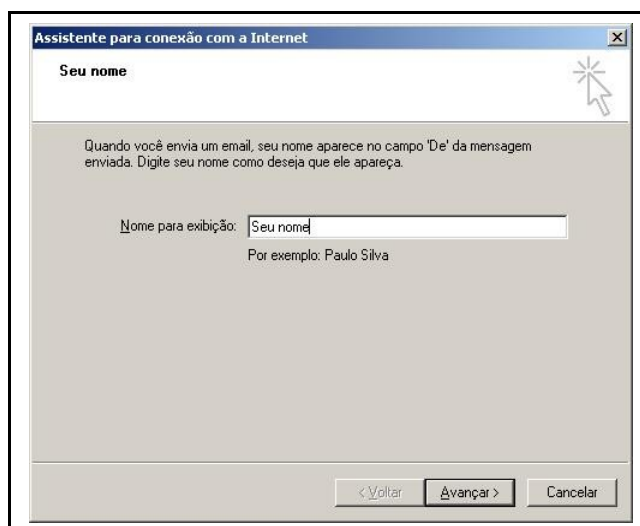 Assistente para conexão com a Internet
Seu nome
Quando você envia um email, seu nome aparece no campo 'De' da mensagem
enviada. Digite seu nome como deseja que ele apareça.
Nome para exibição: Seu nome
Por exemplo: Paulo Silva
< Voltar Avançar > Cancelar